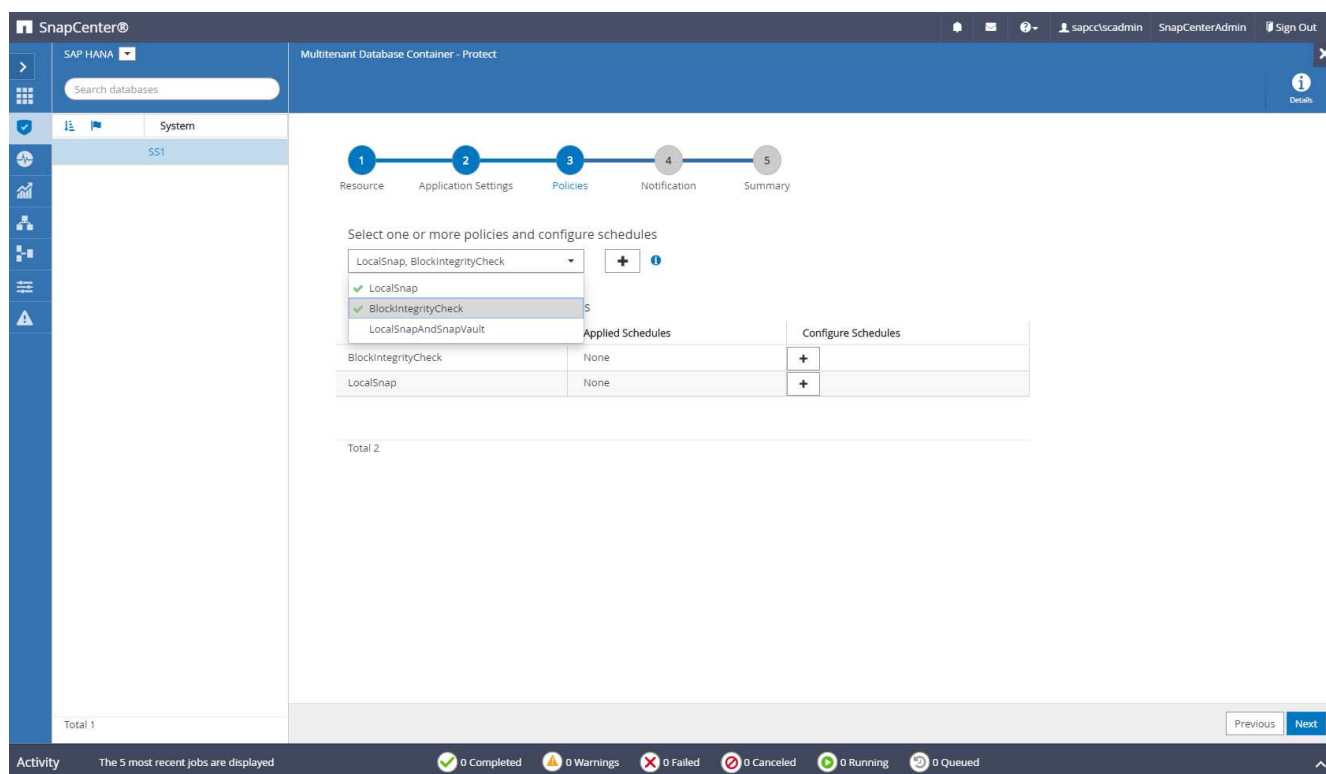 SnapCenter®
sapcc\scadmin SnapCenterAdmin Sign Out
SAP HANA
Multitenant Database Container - Protect
Search databases
Details
System
SS1
1 2 3 4 5
Resource Application Settings Policies Notification Summary
Select one or more policies and configure schedules
LocalSnap, BlockIntegrityCheck
LocalSnap
BlockIntegrityCheck
LocalSnapAndSnapVault
s
Applied Schedules Configure Schedules
BlockIntegrityCheck None
LocalSnap None
Total 2
Total 1
Previous Next
Activity The 5 most recent jobs are displayed 0 Completed 0 Warnings 0 Failed 0 Canceled 0 Running 0 Queued